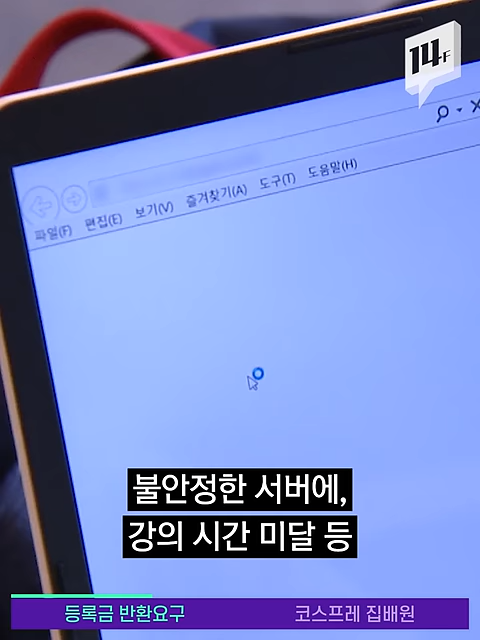 14F
파일(F) 편집(E) 보기(V) 즐겨찾기(A) 도구(T) 도움말(H)
불안정한 서버에,
강의 시간 미달 등
등록금 반환요구 코스프레 집배원